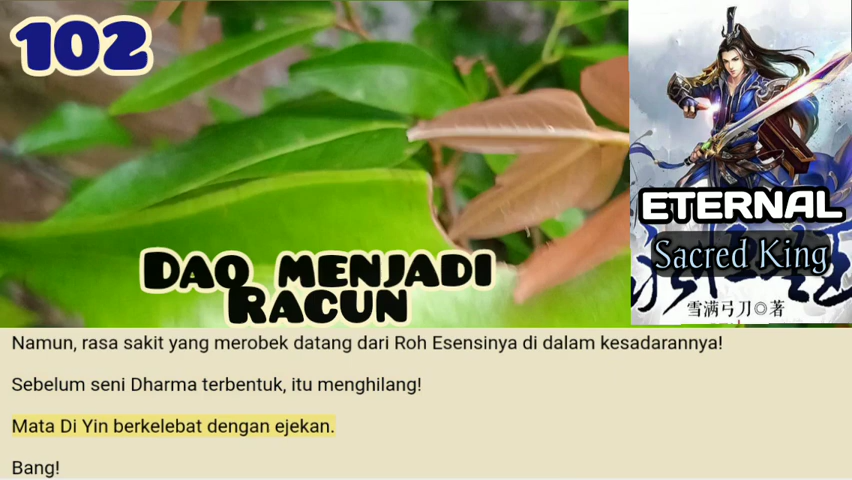 102
DAO MENJADI
RACUN
ETERNAL
Sacred King
雪满弓刀◎著
Namun, rasa sakit yang merobek datang dari Roh Esensinya di dalam kesadarannya!
Sebelum seni Dharma terbentuk, itu menghilang!
Mata Di Yin berkelebat dengan ejekan.
Bang!